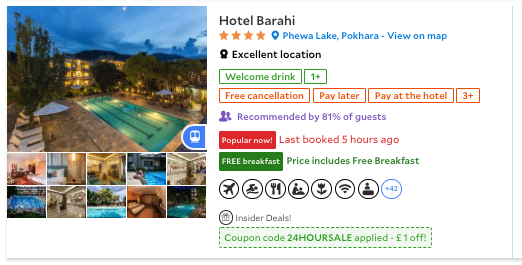 Hotel Barahi
Phewa Lake, Pokhara - View on map
Excellent location
Welcome drink 1+
Free cancellation Pay later Pay at the hotel 3+
Recommended by 81% of guests
Popular now! Last booked 5 hours ago
FREE breakfast Price includes Free Breakfast
+42
Insider Deals!
Coupon code 24HOURSALE applied - £ 1 off!